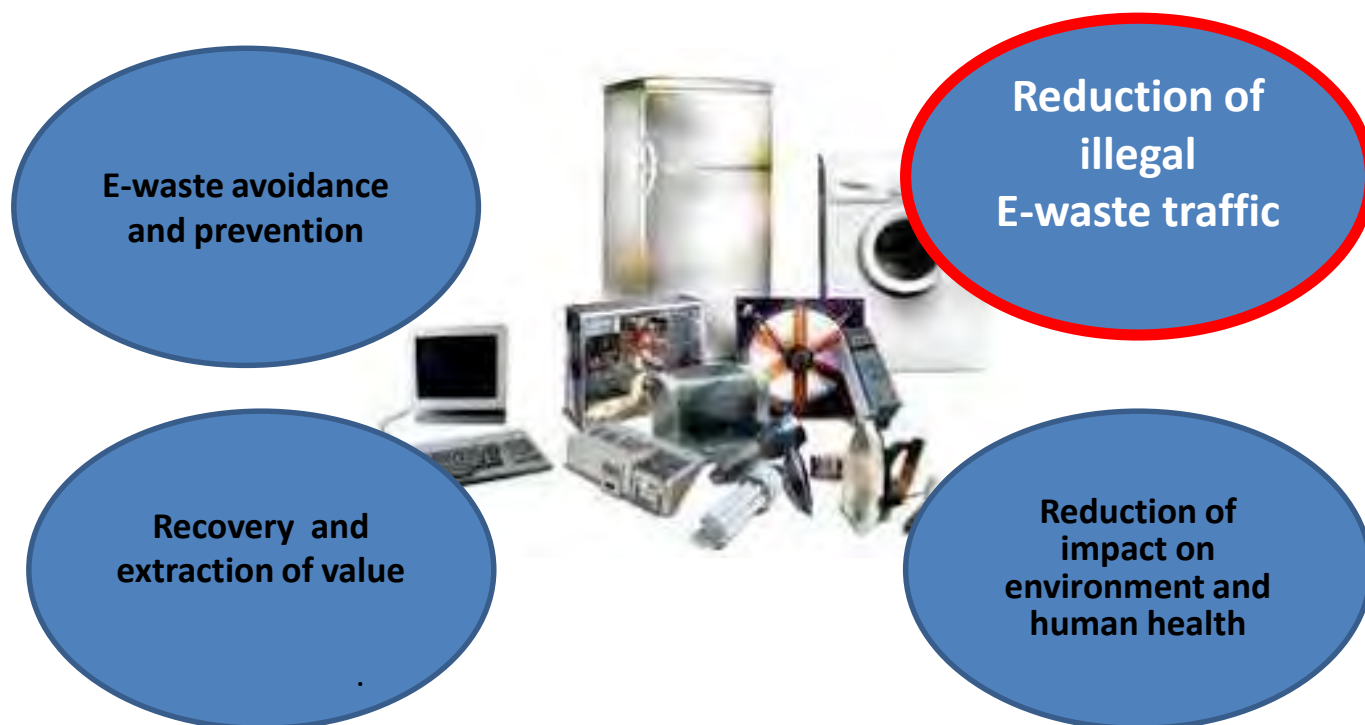 E-waste avoidance
and prevention
Reduction of
illegal
E-waste traffic
Recovery and
extraction of value
.
Reduction of
impact on
environment and
human health